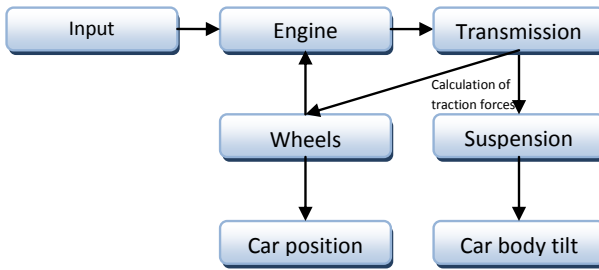 Input
Engine
Transmission
Calculation of
traction forces
Wheels
Suspension
Car position
Car body tilt